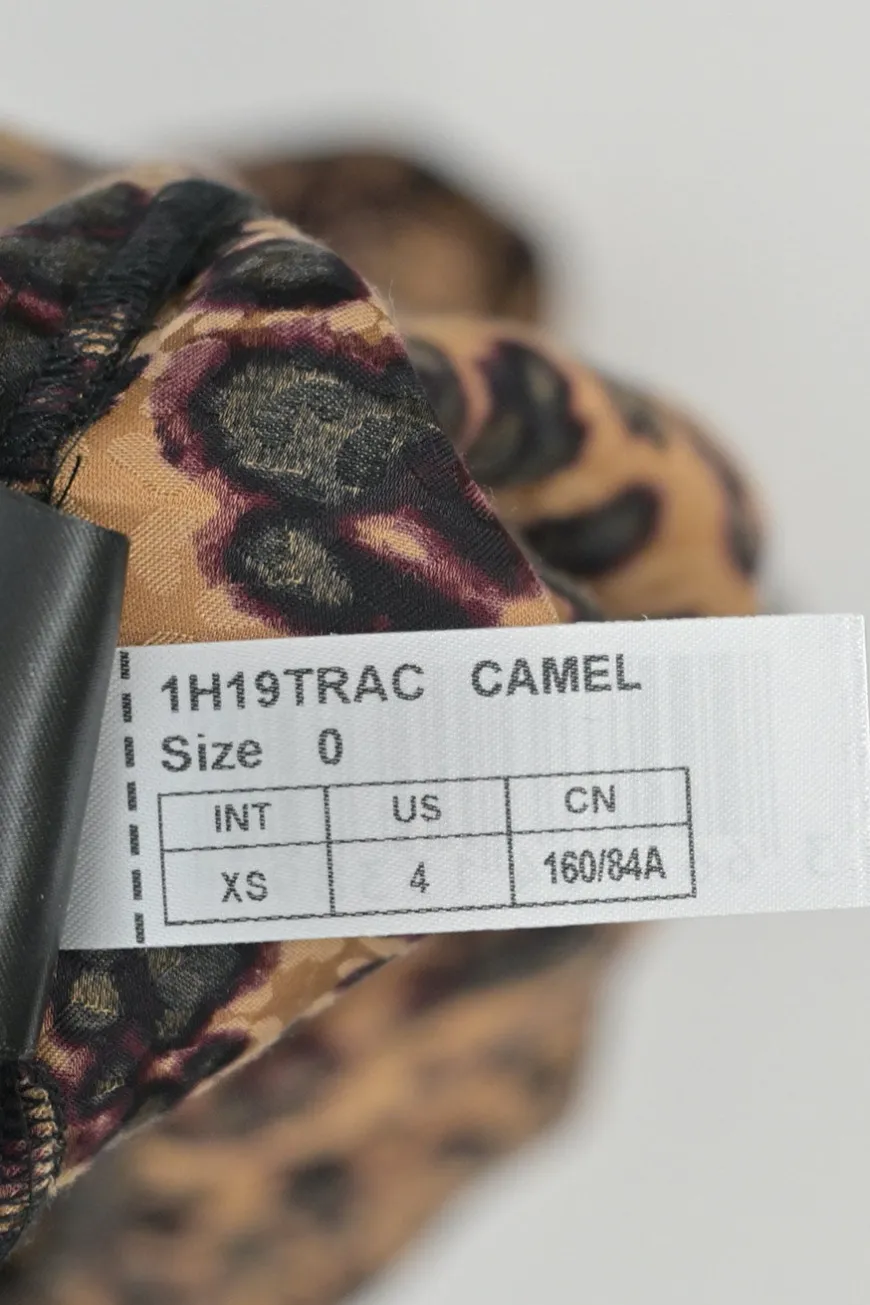 1H19TRAC CAMEL
Size 0
INT US CN
XS 4 160/84A